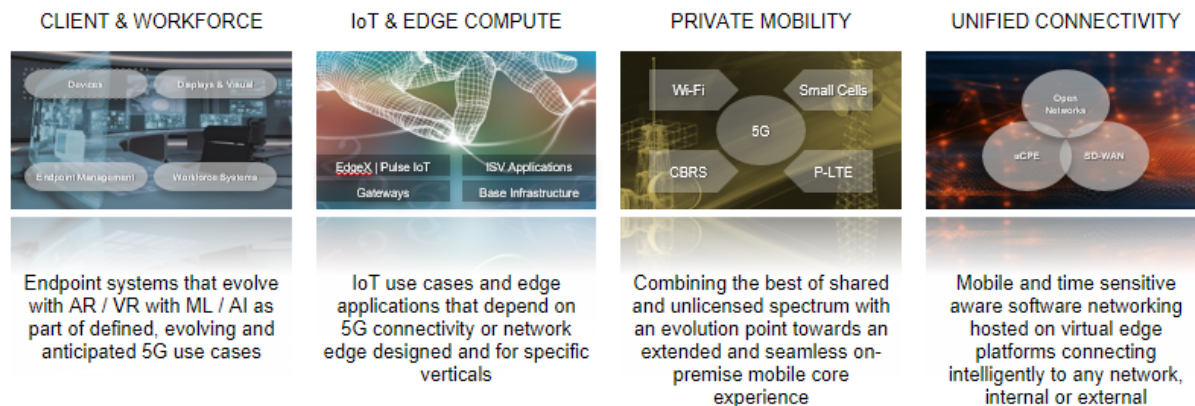 CLIENT & WORKFORCE
Devices
Displays & Visual
Endpoint Management
Workforce Systems
Endpoint systems that evolve
with AR / VR with ML / AI as
part of defined, evolving and
anticipated 5G use cases
IoT & EDGE COMPUTE
EdgeX | Pulse IoT
ISV Applications
Gateways
Base Infrastructure
IoT use cases and edge
applications that depend on
5G connectivity or network
edge designed and for specific
verticals
PRIVATE MOBILITY
Wi-Fi
Small Cells
5G
CBRS
P-LTE
Combining the best of shared
and unlicensed spectrum with
an evolution point towards an
extended and seamless on-
premise mobile core
experience
UNIFIED CONNECTIVITY
Open
Networks
uCPE
SD-WAN
Mobile and time sensitive
aware software networking
hosted on virtual edge
platforms connecting
intelligently to any network,
internal or external